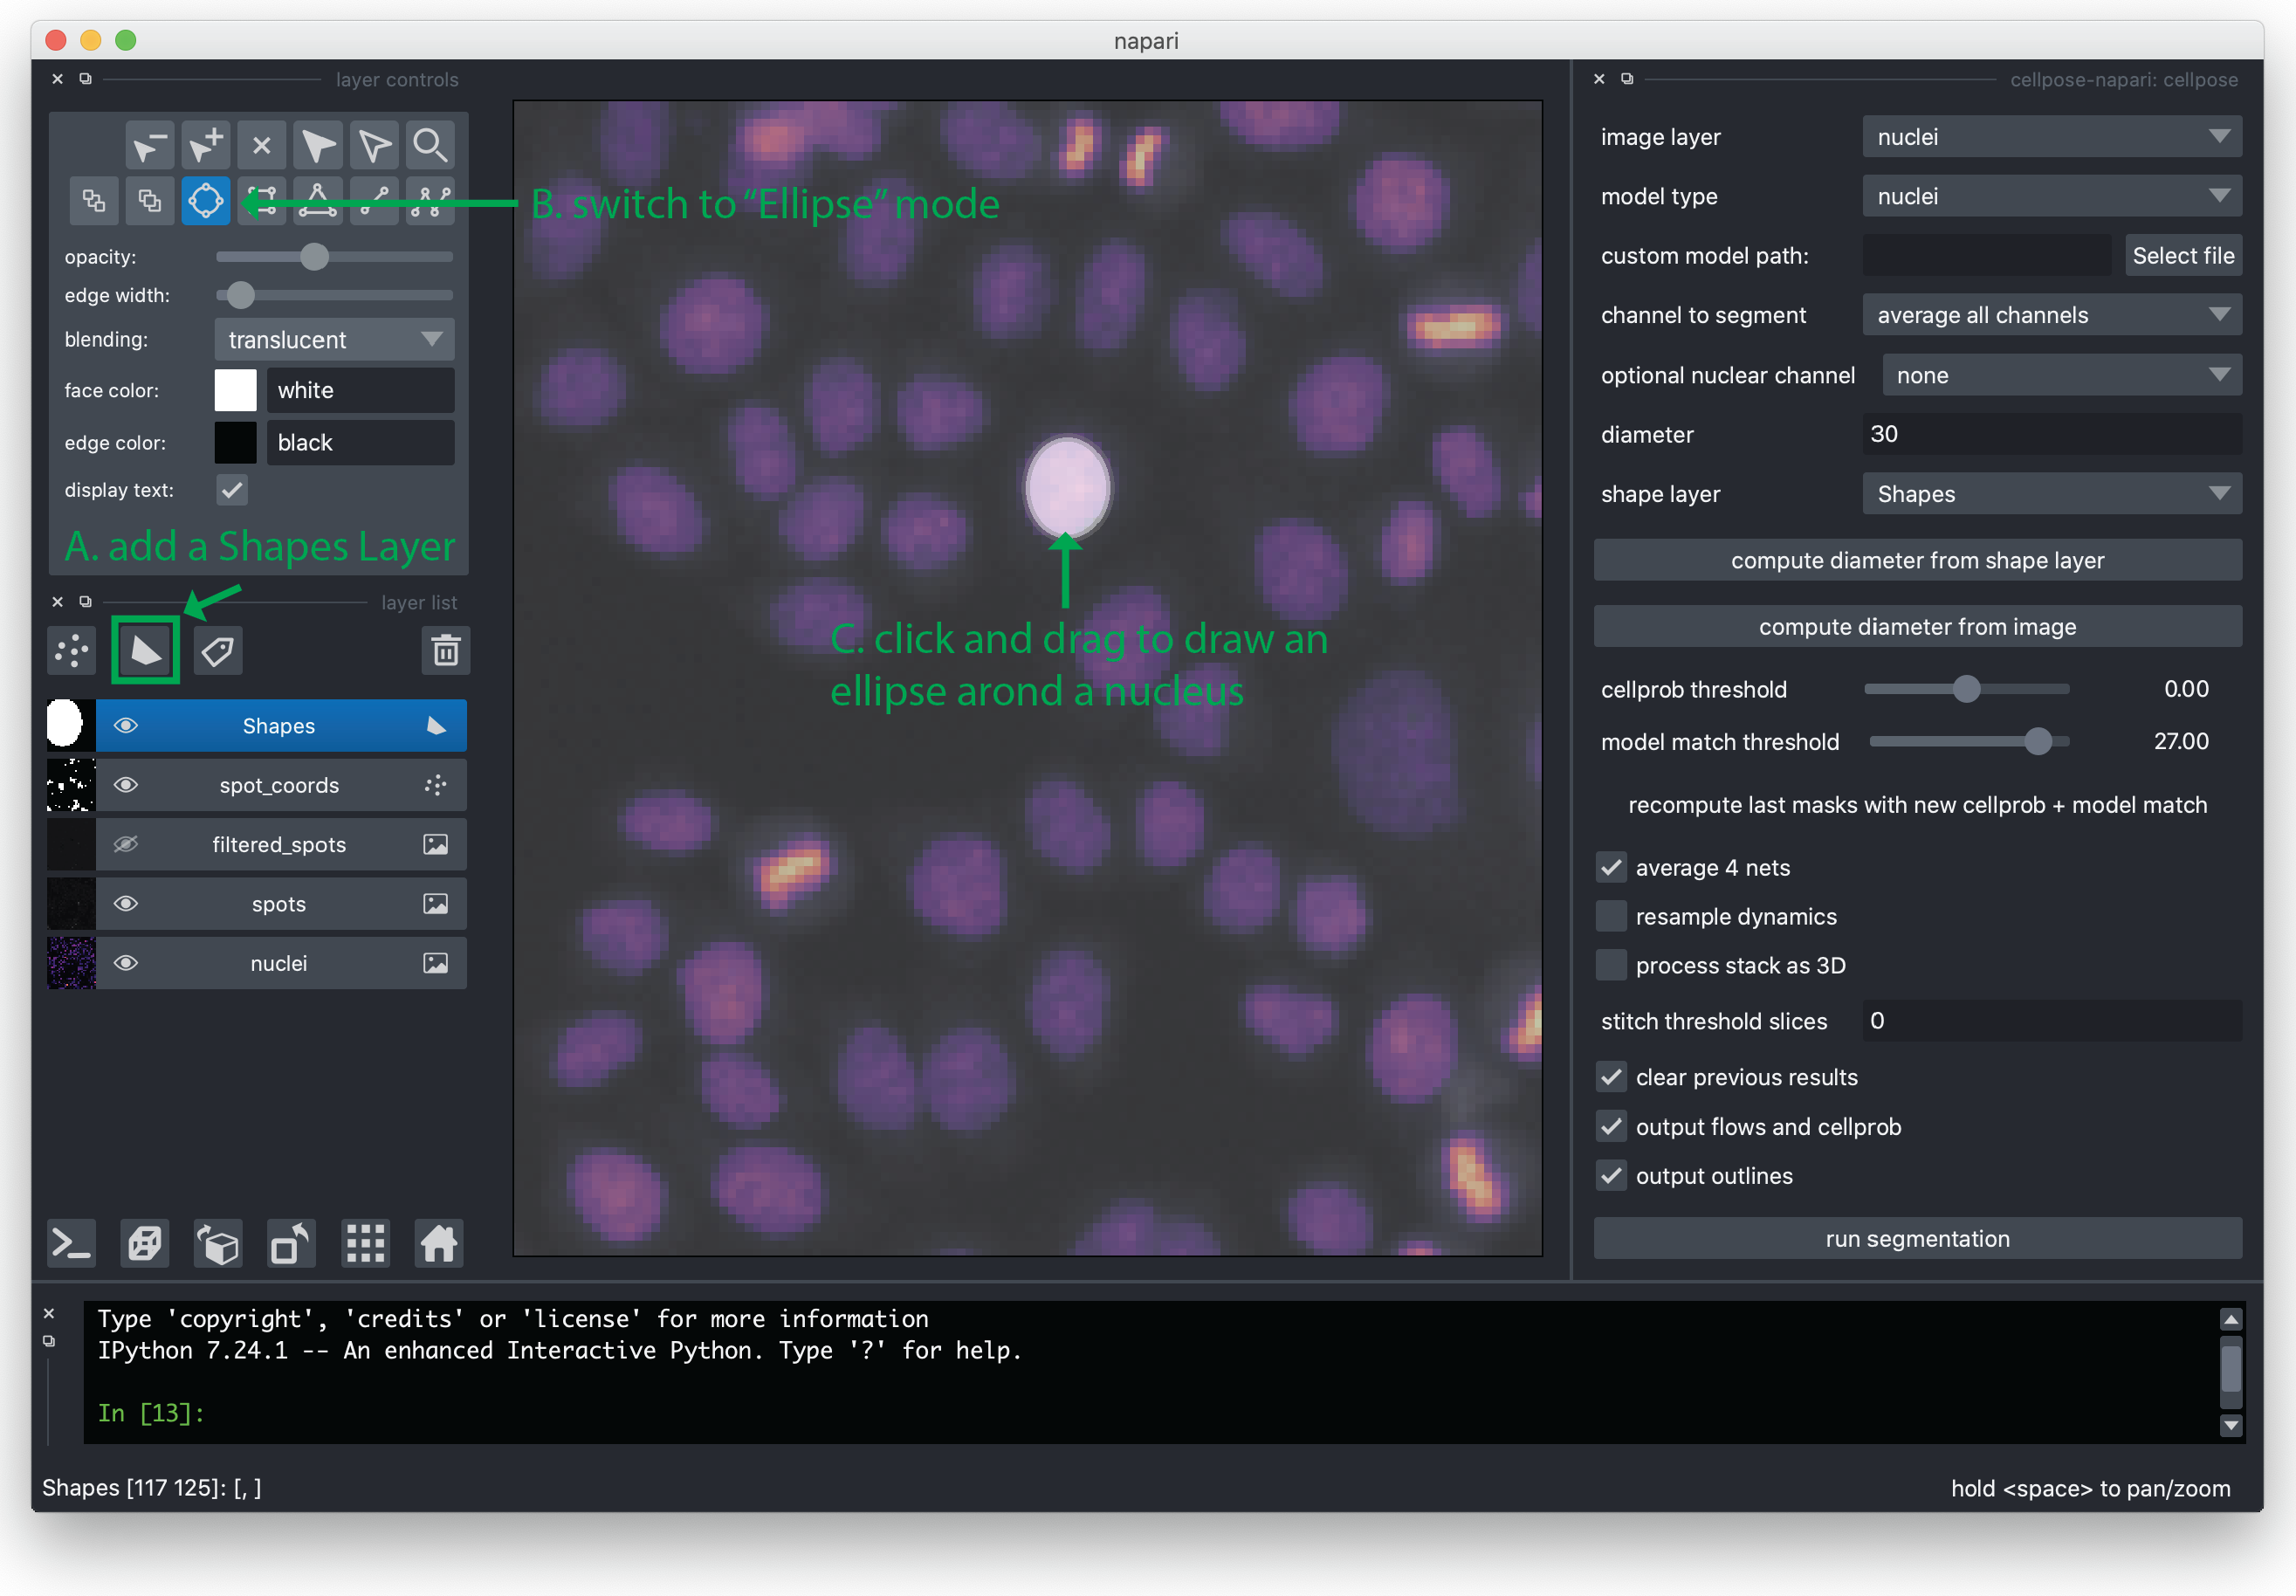 napari
layer controls
opacity:
edge width:
blending:
translucent
face color:
white
edge color:
black
display text:
A. add a Shapes Layer
layer list
Shapes
spot_coords
filtered_spots
spots
nuclei
B. switch to “Ellipse” mode
C. click and drag to draw an
ellipse arond a nucleus
cellpose-napari: cellpose
image layer
nuclei
model type
nuclei
custom model path:
Select file
channel to segment
average all channels
optional nuclear channel
none
diameter
30
shape layer
Shapes
compute diameter from shape layer
compute diameter from image
cellprob threshold
0.00
model match threshold
27.00
recompute last masks with new cellprob + model match
average 4 nets
resample dynamics
process stack as 3D
stitch threshold slices
0
clear previous results
output flows and cellprob
output outlines
run segmentation
Type 'copyright', 'credits' or 'license' for more information
IPython 7.24.1 -- An enhanced Interactive Python. Type '?' for help.
In [13]:
Shapes [117 125]: [, ]
hold <space> to pan/zoom